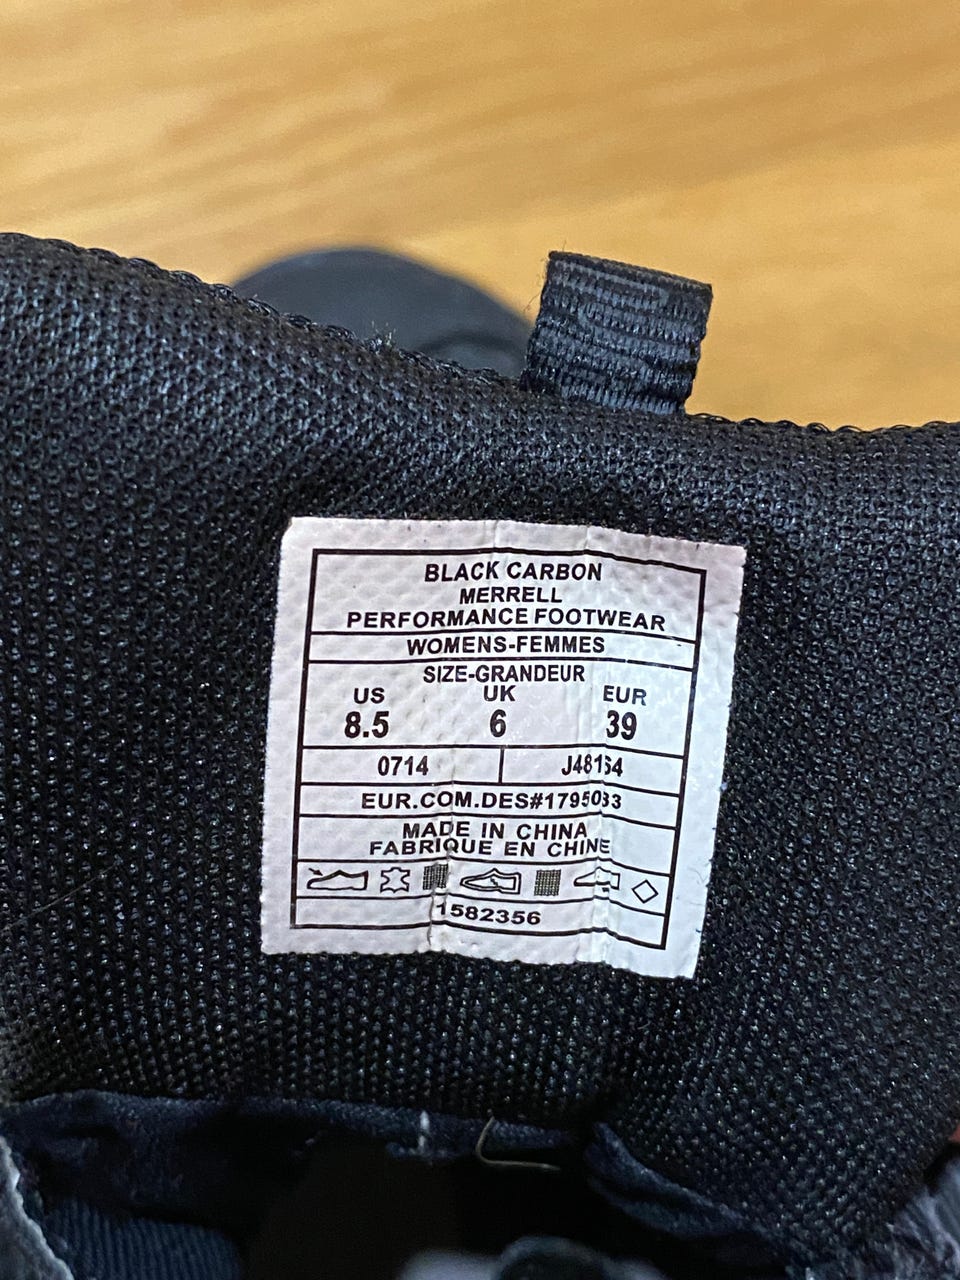 BLACK CARBON
MERRELL
PERFORMANCE FOOTWEAR
WOMENS-FEMMES
SIZE-GRANDEUR
US UK EUR
8.5 6 39
0714
EUR.COM.DES#1795033
MADE IN CHINA
FABRIQUE EN CHINE
1582356